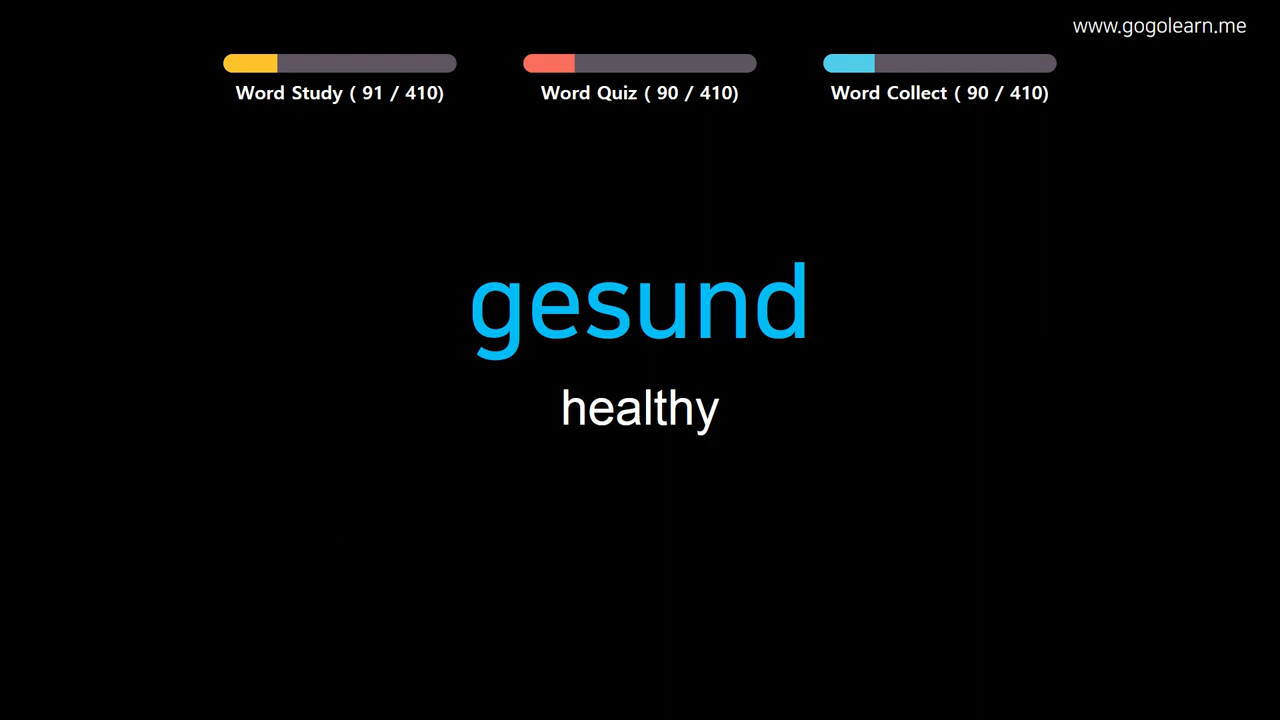 www.gogolearn.me
Word Study ( 91 / 410)
Word Quiz ( 90 / 410)
Word Collect ( 90 / 410)
gesund
healthy